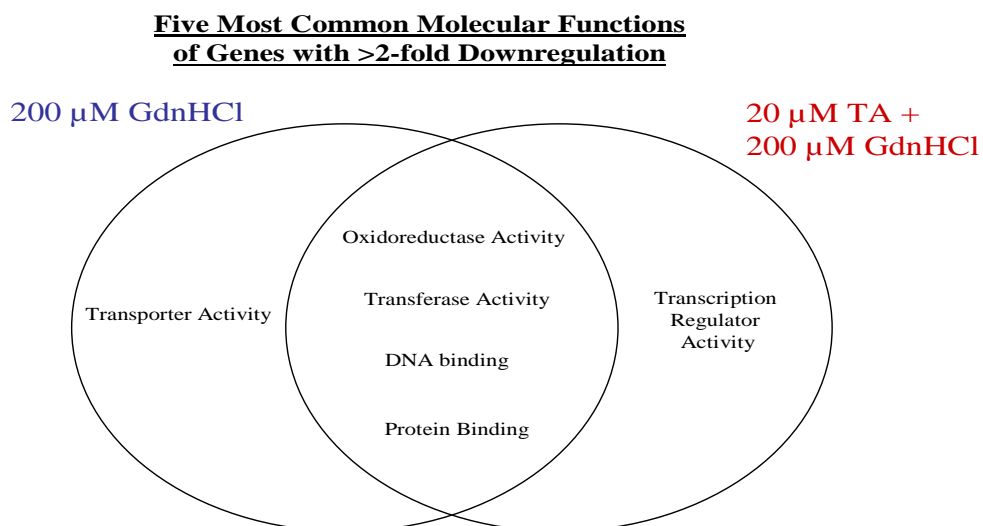 Five Most Common Molecular Functions
of Genes with >2-fold Downregulation
200 µM GdnHCl
20 µM TA +
200 µM GdnHCl
Oxidoreductase Activity
Transferase Activity
Transporter Activity
DNA binding
Protein Binding
Transcription
Regulator
Activity